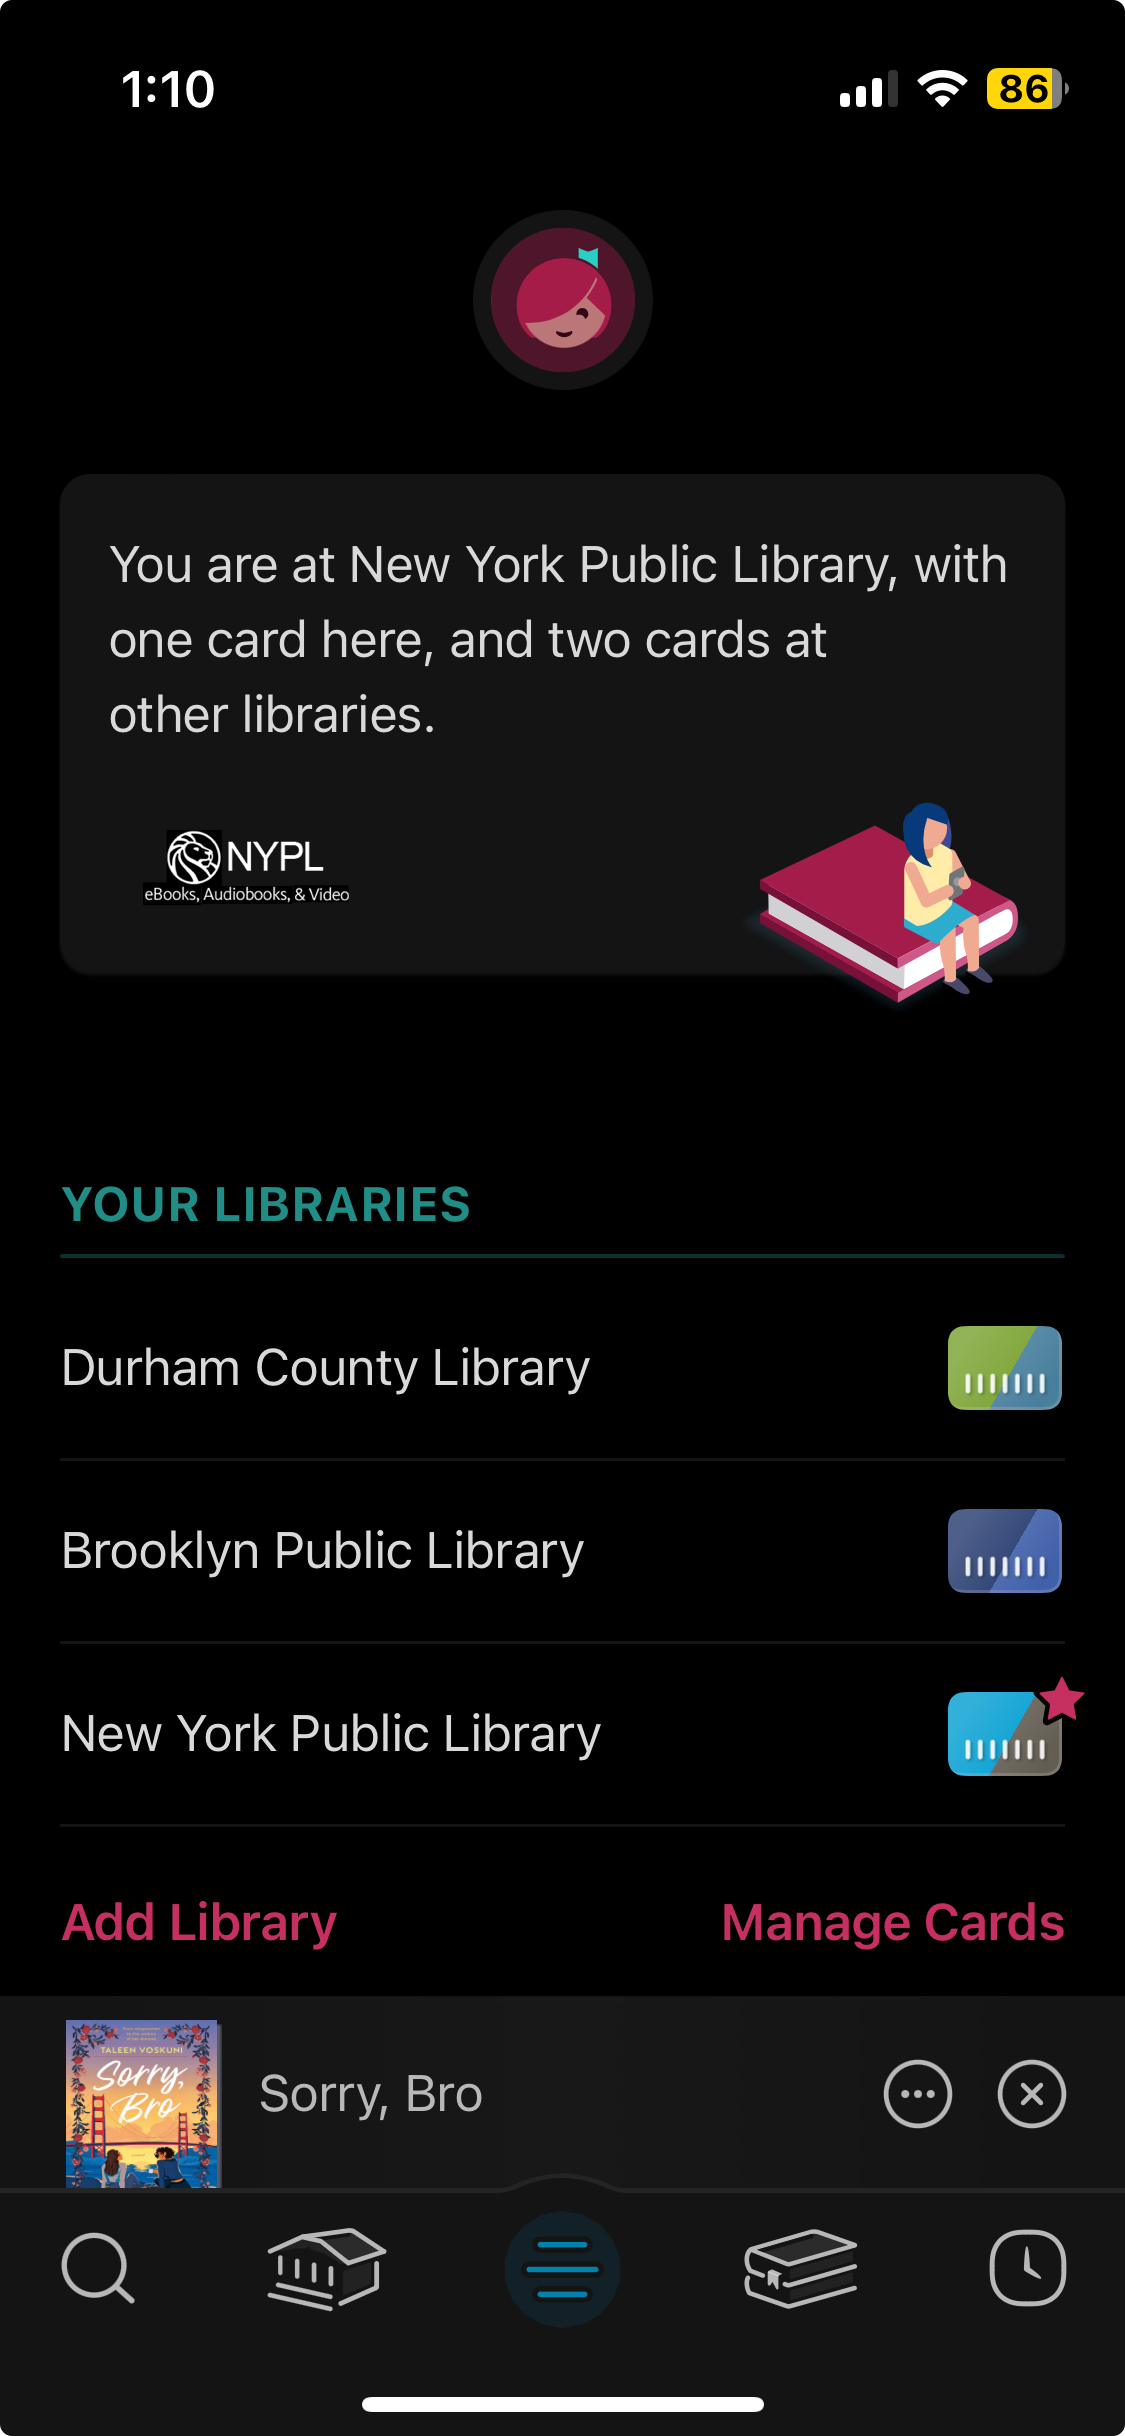 1:10
86
You are at New York Public Library, with
one card here, and two cards at
other libraries.
NYPL
eBooks, Audiobooks, & Video
YOUR LIBRARIES
Durham County Library
Brooklyn Public Library
New York Public Library
Add Library
Manage Cards
TALEEN VOSKUNI
Sorry,
Bro
Sorry, Bro